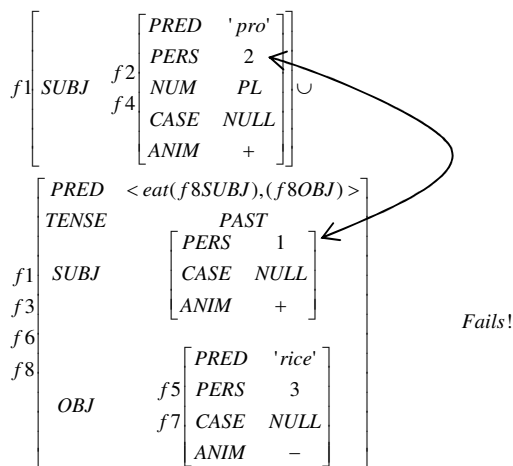 PRED 'pro'
PERS 2
f2
f1 SUBJ NUM PL ∪
f4
CASE NULL
ANIM +
PRED <eat(f8SUBJ),(f8OBJ)>
TENSE PAST
PERS 1
f1 SUBJ CASE NULL
f3 ANIM +
f6 Fails!
f8 PRED 'rice'
f5 PERS 3
OBJ f7 CASE NULL
ANIM −